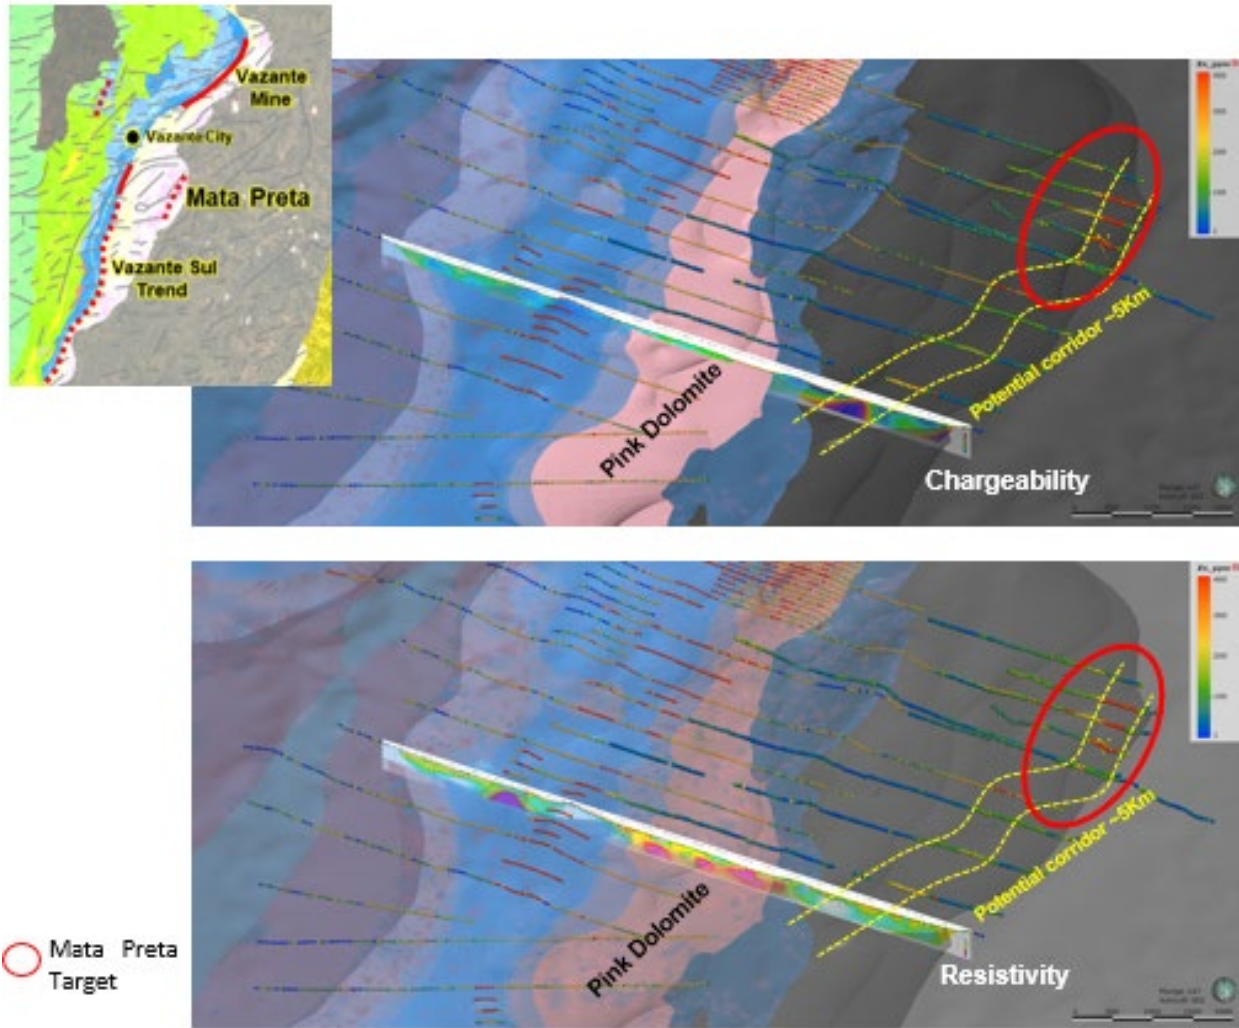 Vazante
Mine
Vazante City
Mata Preta
Vazante Sul
Trend
Potential corridor ~5Km
Pink Dolomite
Chargeability
Potential corridor ~5Km
Pink Dolomite
Resistivity
Mata Preta
Target